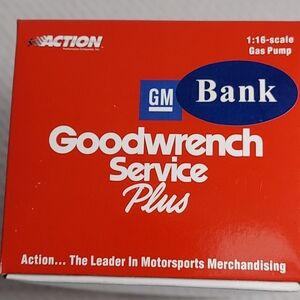 ACTION
1:16-scale
Gas Pump
GM
Bank
Goodwrench
Service
Plus
Action... The Leader In Motorsports Merchandising